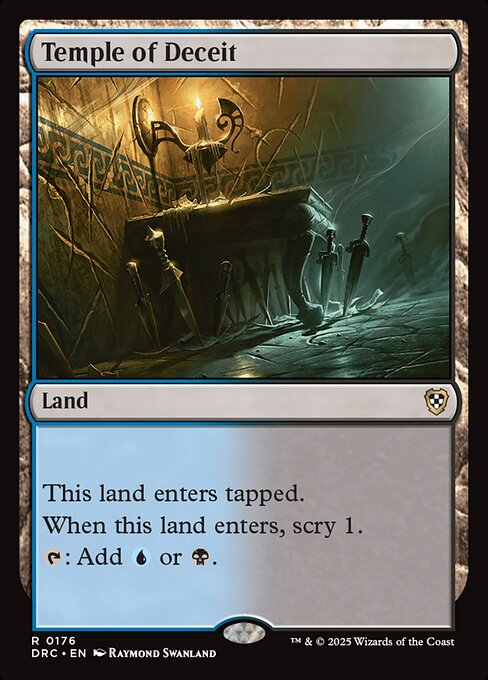 Temple of Deceit
Land
This land enters tapped.
When this land enters, scry 1.
: Add or .
R 0176
DRC • EN Raymond Swanland
™ & © 2025 Wizards of the Coast